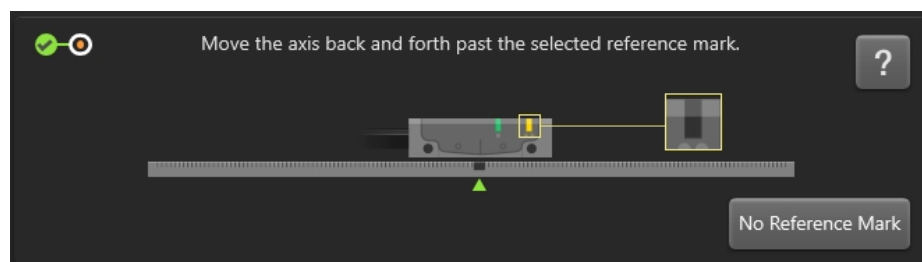 Move the axis back and forth past the selected reference mark.
?
No Reference Mark